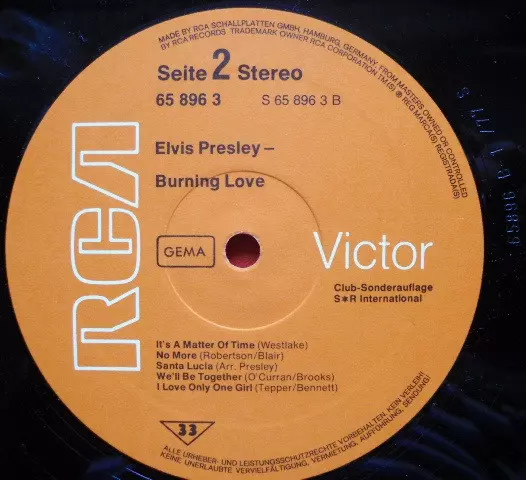 MADE BY RCA SCHALLPLATTEN GMBH, HAMBURG, GERMANY, FROM MASTERS OWNED OR CONTROLLED
BY RCA RECORDS TRADEMARK OWNER RCA CORPORATION TM(S) ® REG. MARCA(S) REGISTRADA(S)
Seite 2 Stereo
65 896 3
S 65 896 3 B
Elvis Presley –
Burning Love
RCA
GEMA
Victor
Club-Sonderauflage
S*R International
It's A Matter Of Time (Westlake)
No More (Robertson/Blair)
Santa Lucia (Arr. Presley)
We'll Be Together (O'Curran/Brooks)
I Love Only One Girl (Tepper/Bennett)
33
ALLE URHEBER- UND LEISTUNGSSCHUTZRECHTE VORBEHALTEN. KEIN VERLEIH!
KEINE UNERLAUBTE VERVIELFÄLTIGUNG, VERMIETUNG, AUFFÜHRUNG, SENDUNG!